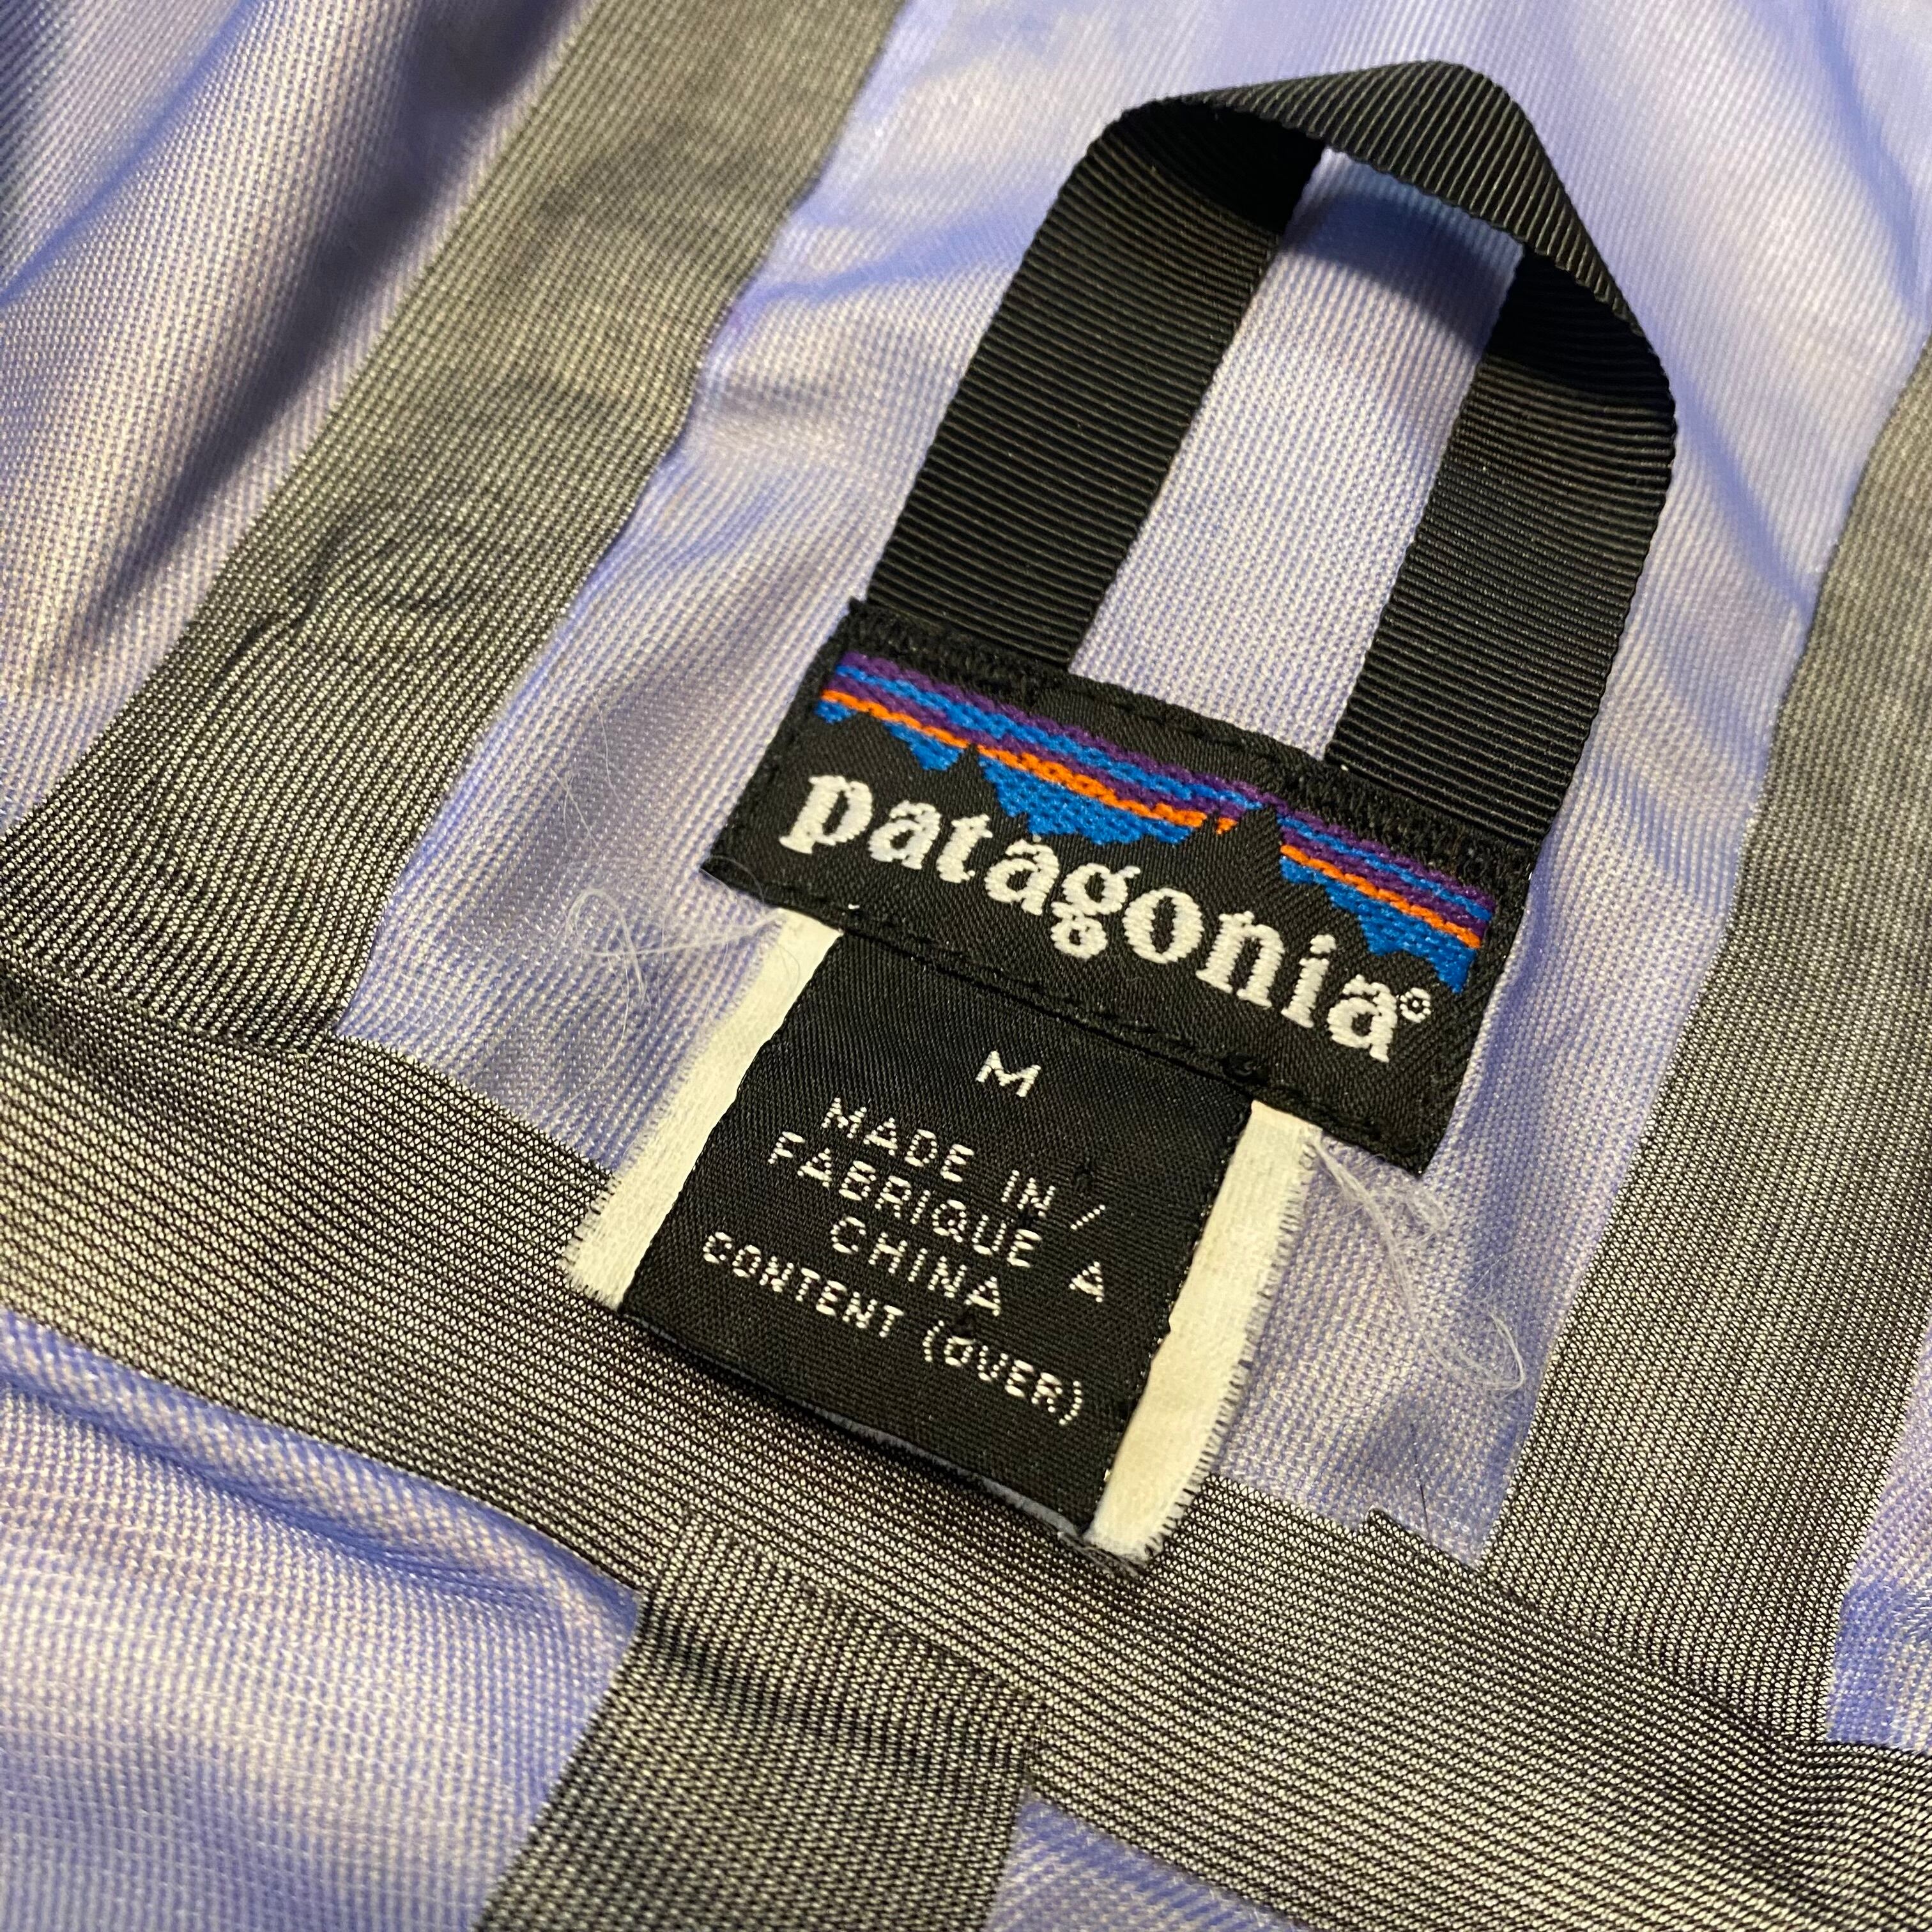 patagonia®
M
MADE IN /
FABRIQUE A
CHINA
CONTENT (OVER)